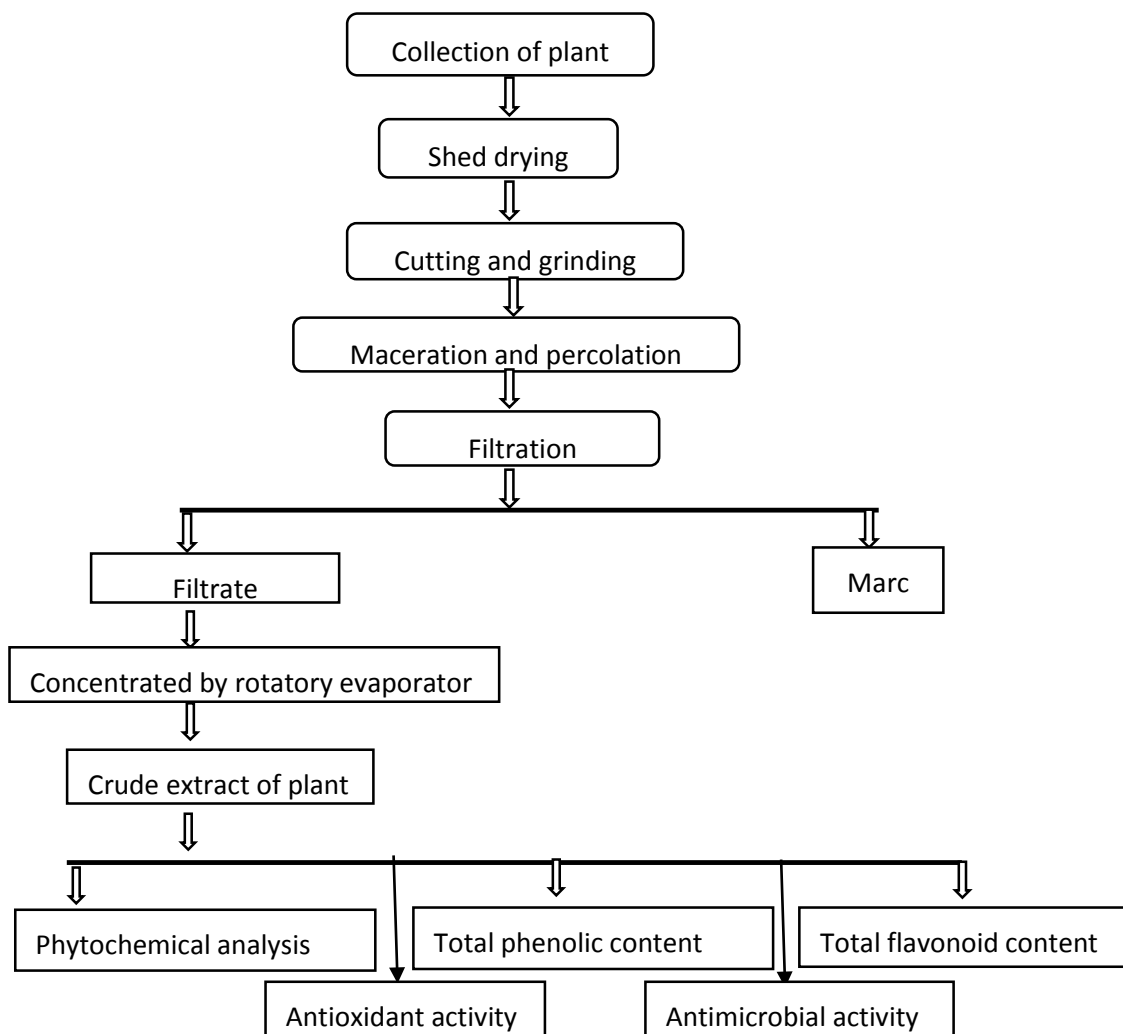 Collection of plant
Shed drying
Cutting and grinding
Maceration and percolation
Filtration
Filtrate
Marc
Concentrated by rotatory evaporator
Crude extract of plant
Phytochemical analysis
Total phenolic content
Total flavonoid content
Antioxidant activity
Antimicrobial activity